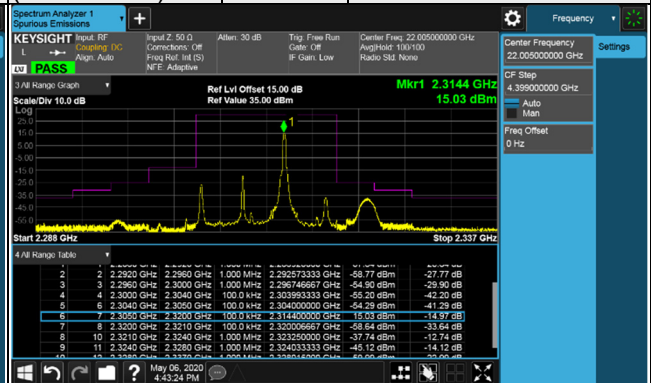 Spectrum Analyzer 1
Spurious Emissions
Frequency
KEYSIGHT Input: RF
Coupling: DC
Align: Auto
Input Z: 50 Ω
Corrections: Off
Freq Ref: Int (S)
NFE: Adaptive
Atten: 30 dB
Trig: Free Run
Gate: Off
IF Gain: Low
Center Freq: 22.005000000 GHz
Avg|Hold: 100/100
Radio Std: None
L
LXI PASS
Center Frequency
22.005000000 GHz
Settings
CF Step
4.399000000 GHz
Auto
Man
Freq Offset
0 Hz
3 All Range Graph
Scale/Div 10.0 dB
Ref Lvl Offset 15.00 dB
Ref Value 35.00 dBm
Mkr1 2.3144 GHz
15.03 dBm
Log
25.0
15.0
5.00
-5.00
-15.0
-25.0
-35.0
-45.0
-55.0
1
Start 2.288 GHz
Stop 2.337 GHz
4 All Range Table
2 2 2.2920 GHz 2.2960 GHz 1.000 MHz 2.292573333 GHz -58.77 dBm -27.77 dB
3 3 2.2960 GHz 2.3000 GHz 1.000 MHz 2.296746667 GHz -54.90 dBm -29.90 dB
4 4 2.3000 GHz 2.3040 GHz 100.0 kHz 2.303993333 GHz -55.20 dBm -42.20 dB
5 6 2.3040 GHz 2.3050 GHz 100.0 kHz 2.304000000 GHz -54.29 dBm -41.29 dB
6 7 2.3050 GHz 2.3200 GHz 100.0 kHz 2.314400000 GHz 15.03 dBm -14.97 dB
7 8 2.3200 GHz 2.3210 GHz 100.0 kHz 2.320006667 GHz -58.64 dBm -33.64 dB
8 10 2.3210 GHz 2.3240 GHz 1.000 MHz 2.323250000 GHz -37.74 dBm -12.74 dB
9 11 2.3240 GHz 2.3280 GHz 1.000 MHz 2.324033333 GHz -45.12 dBm -14.12 dB
May 06, 2020
4:43:24 PM